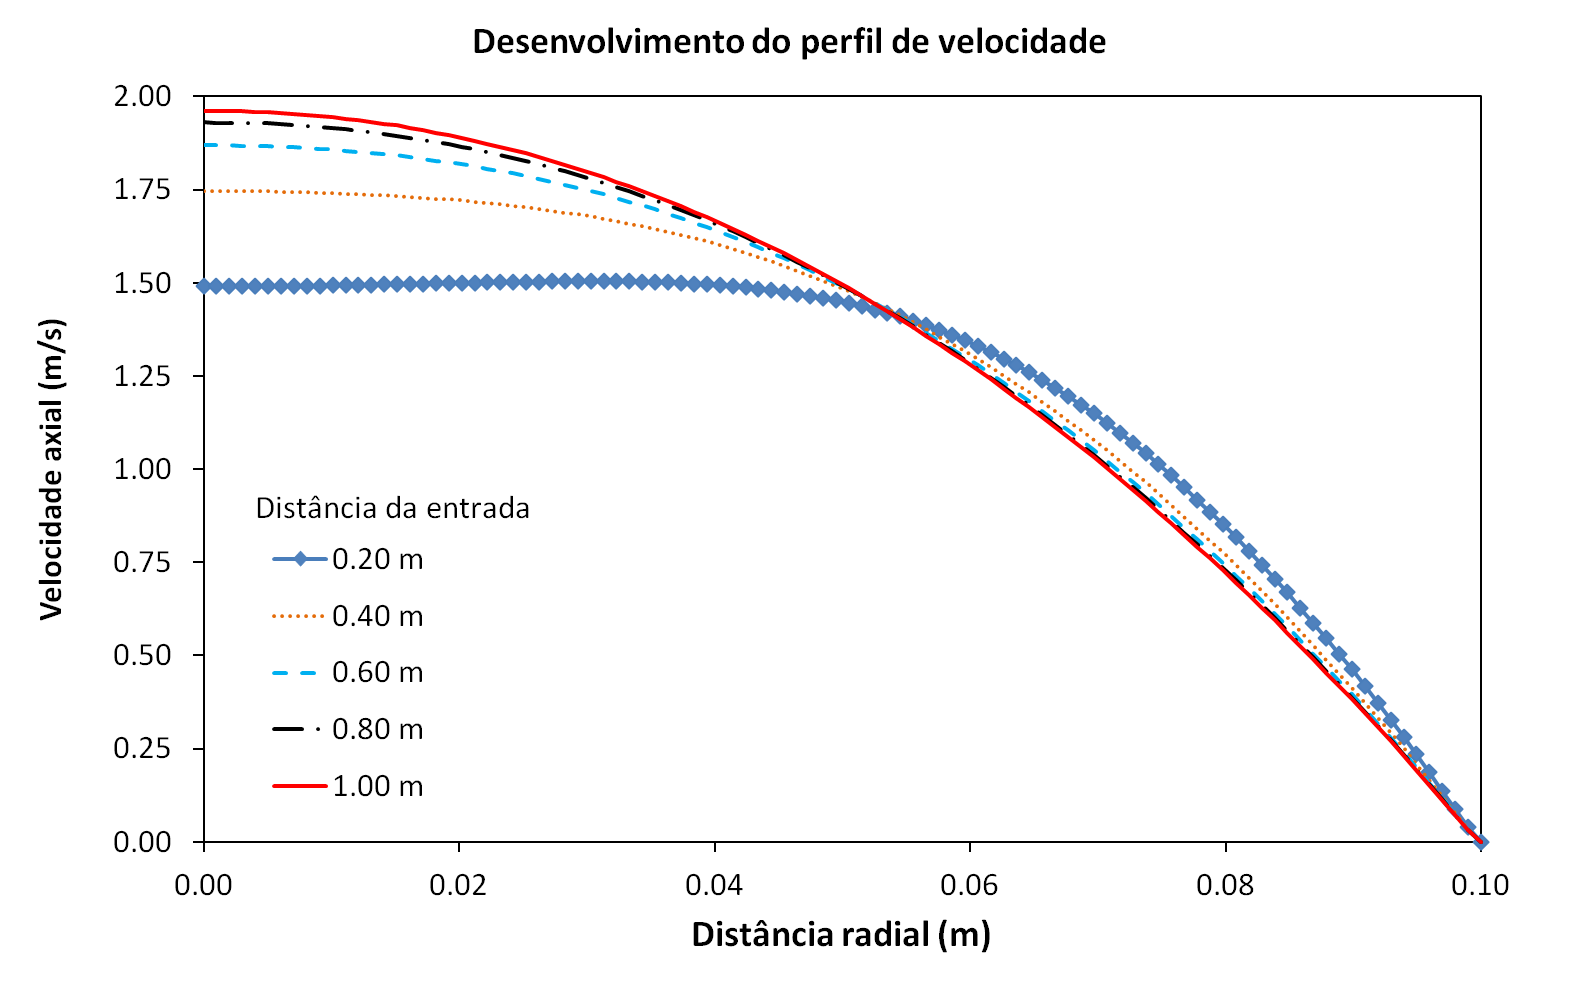 Desenvolvimento do perfil de velocidade
2.00
1.75
1.50
1.25
1.00
0.75
0.50
0.25
0.00
Velocidade axial (m/s)
Distância da entrada
0.20 m
0.40 m
0.60 m
0.80 m
1.00 m
0.00 0.02 0.04 0.06 0.08 0.10
Distância radial (m)